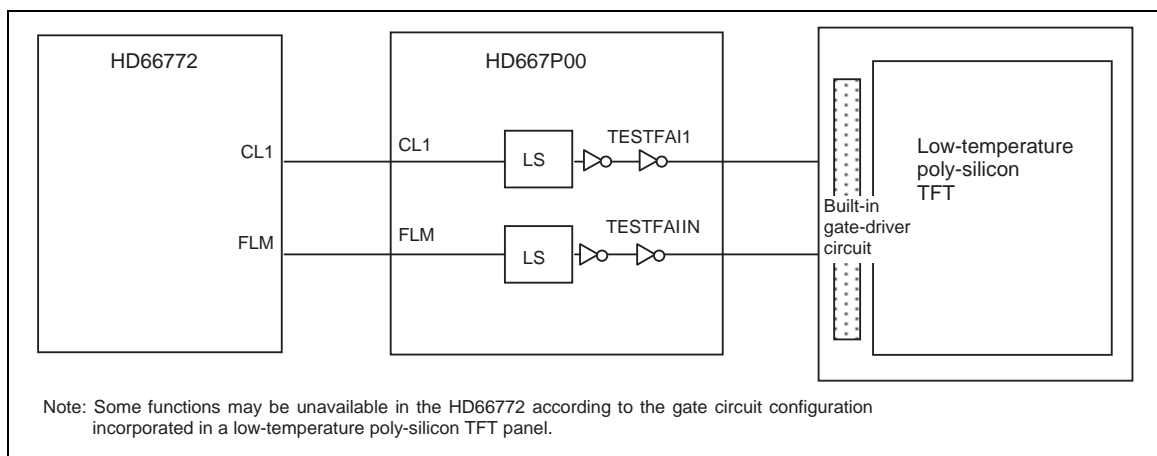 HD66772
HD667P00
CL1
CL1
LS
TESTFAI1
FLM
FLM
LS
TESTFAIIN
Built-in
gate-driver
circuit
Low-temperature
poly-silicon
TFT
Note: Some functions may be unavailable in the HD66772 according to the gate circuit configuration
incorporated in a low-temperature poly-silicon TFT panel.